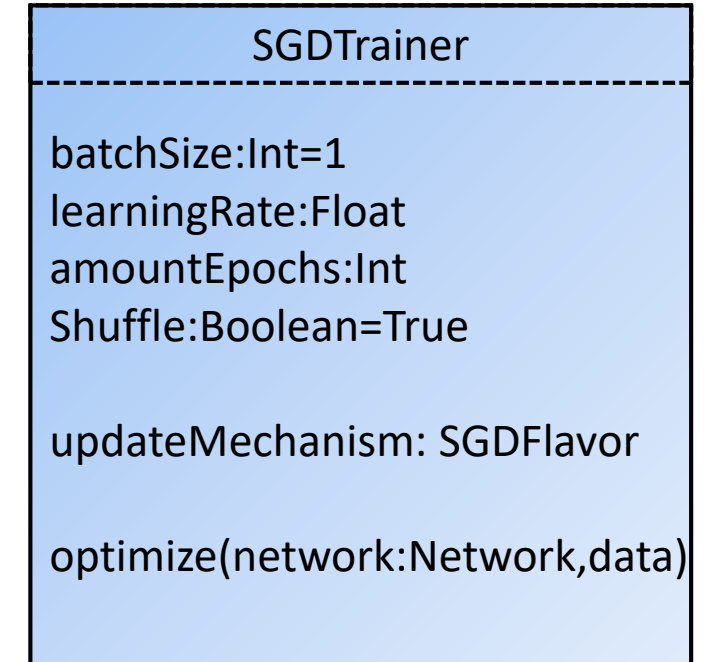 SGDTrainer
batchSize:Int=1
learningRate:Float
amountEpochs:Int
Shuffle:Boolean=True
updateMechanism: SGDFlavor
optimize(network:Network,data)